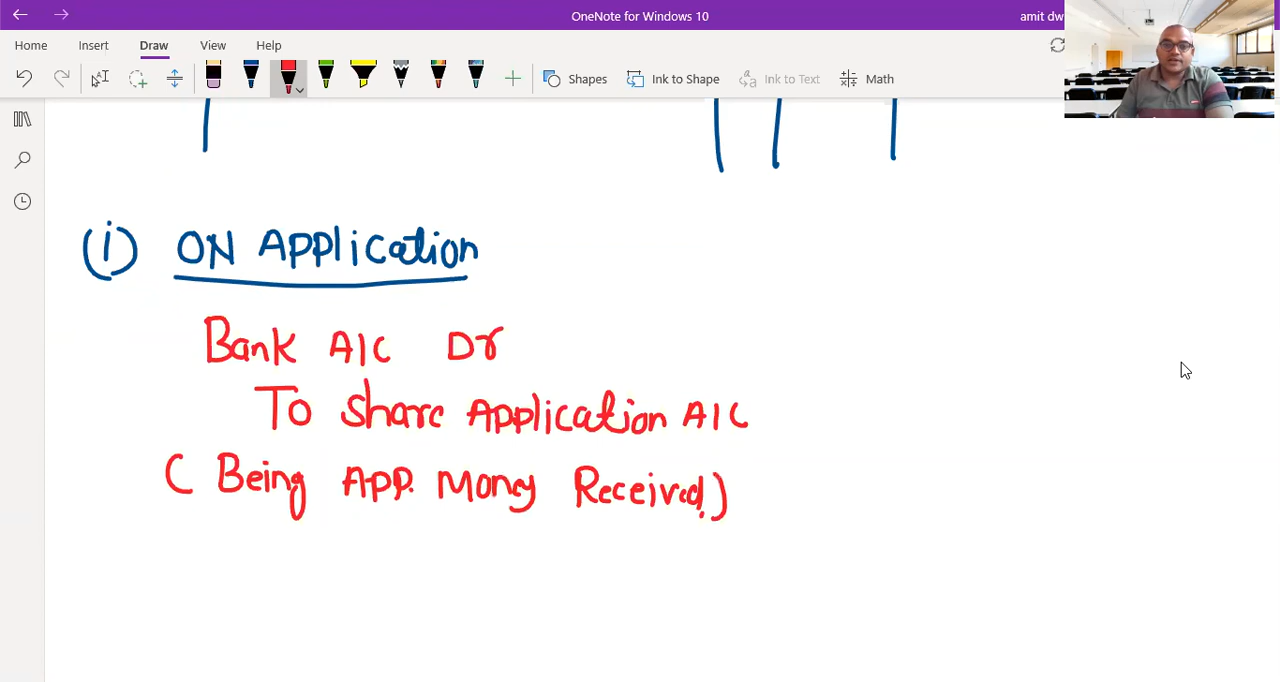 OneNote for Windows 10
amit dw
Home Insert Draw View Help
Shapes Ink to Shape Ink to Text Math
(i) ON Application
Bank A/C Dr
To Share Application A/C
( Being App. Money Received.)